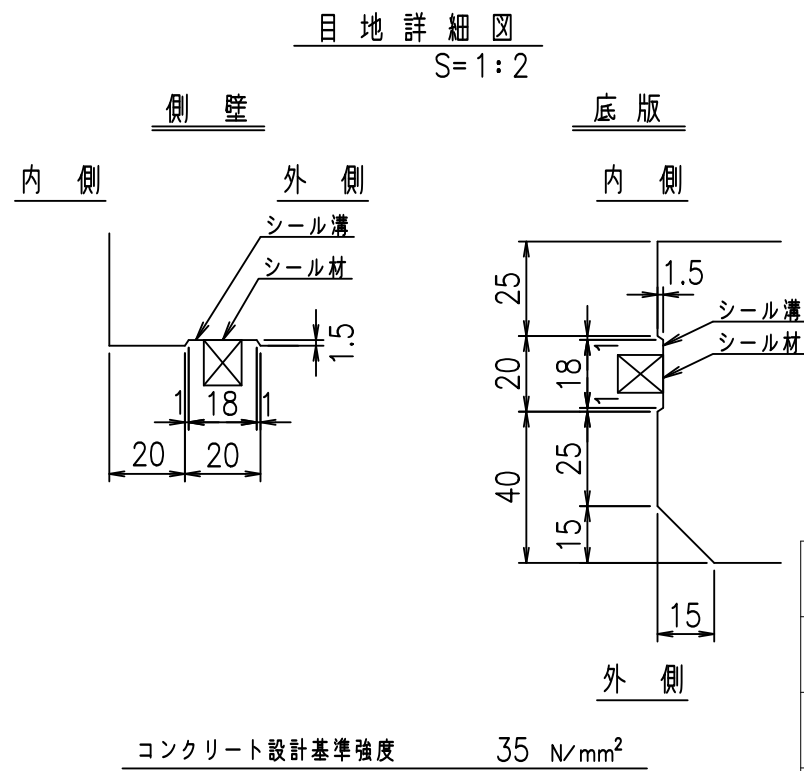 目地詳細図
S=1:2
側壁
内側
外側
シール溝
シール材
1.5
1
18
1
20
20
底版
内側
25
1.5
シール溝
シール材
20
18
1
1
40
25
15
15
外側
コンクリート設計基準強度 35 N/mm²